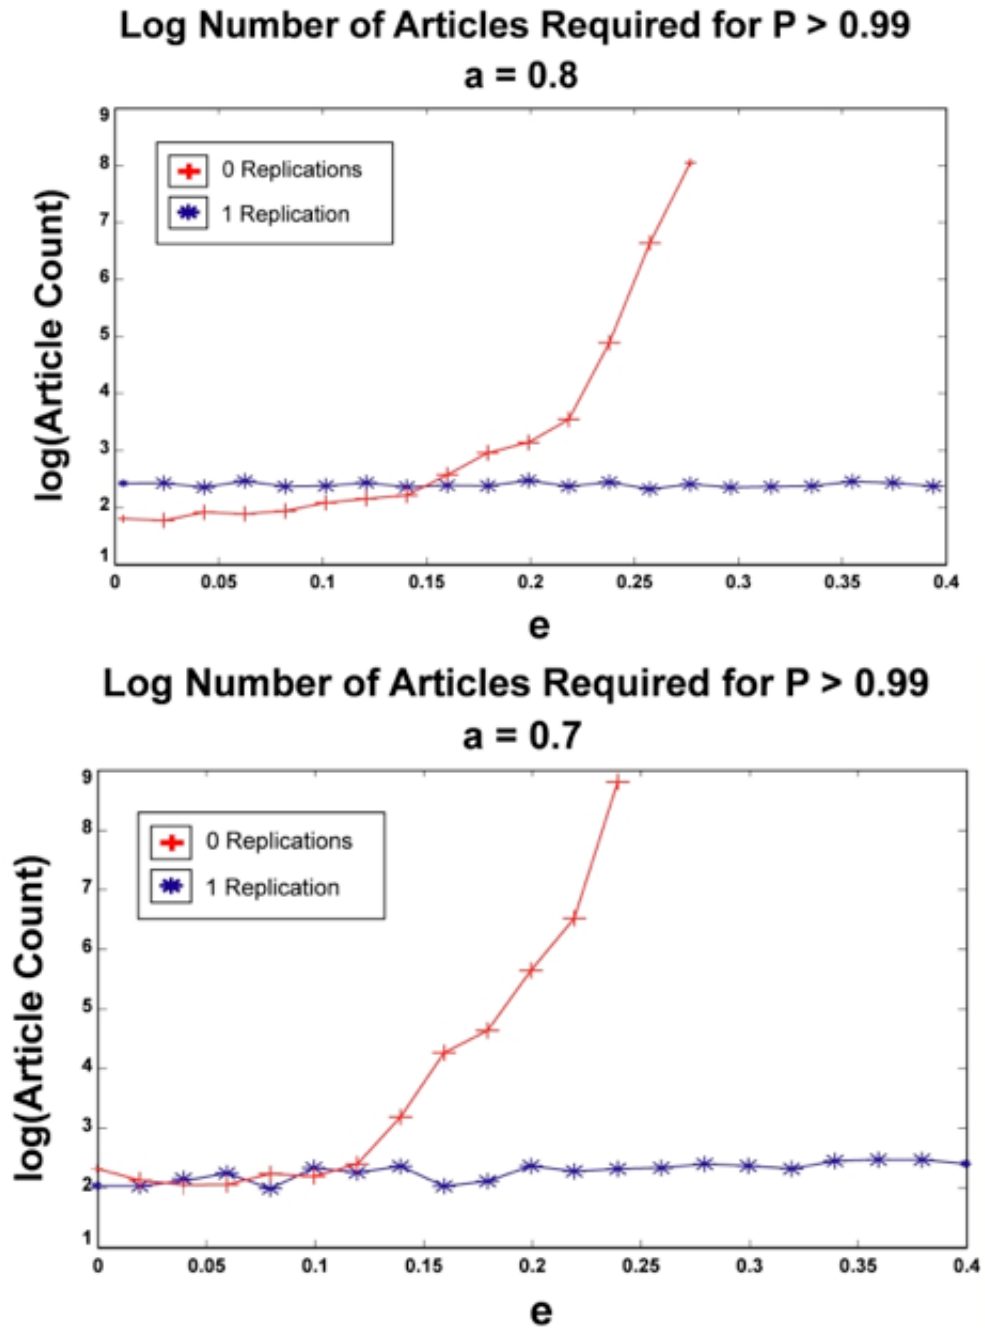 Log Number of Articles Required for P > 0.99
a = 0.8
log(Article Count)
9
8
7
6
5
4
3
2
1
0 Replications
1 Replication
0 0.05 0.1 0.15 0.2 0.25 0.3 0.35 0.4
e
Log Number of Articles Required for P > 0.99
a = 0.7
log(Article Count)
9
8
7
6
5
4
3
2
1
0 Replications
1 Replication
0 0.05 0.1 0.15 0.2 0.25 0.3 0.35 0.4
e